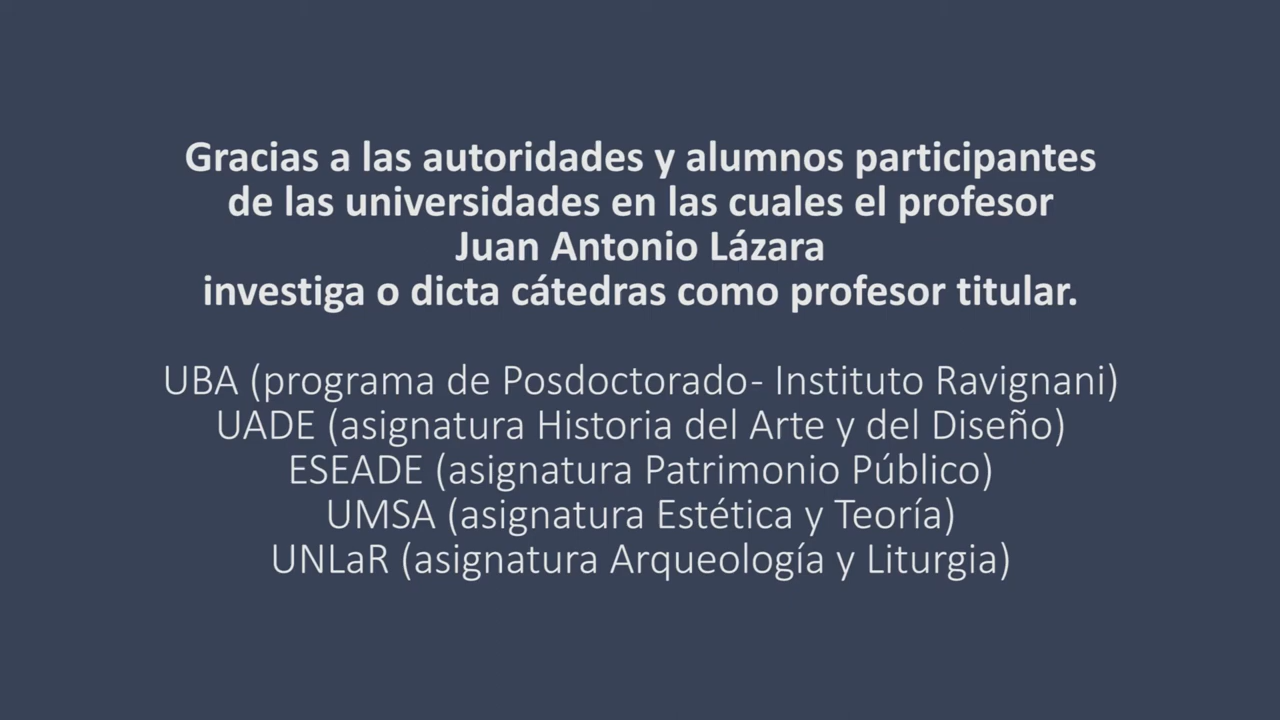 Gracias a las autoridades y alumnos participantes
de las universidades en las cuales el profesor
Juan Antonio Lázara
investiga o dicta cátedras como profesor titular.
UBA (programa de Posdoctorado- Instituto Ravignani)
UADE (asignatura Historia del Arte y del Diseño)
ESEADE (asignatura Patrimonio Público)
UMSA (asignatura Estética y Teoría)
UNLaR (asignatura Arqueología y Liturgia)